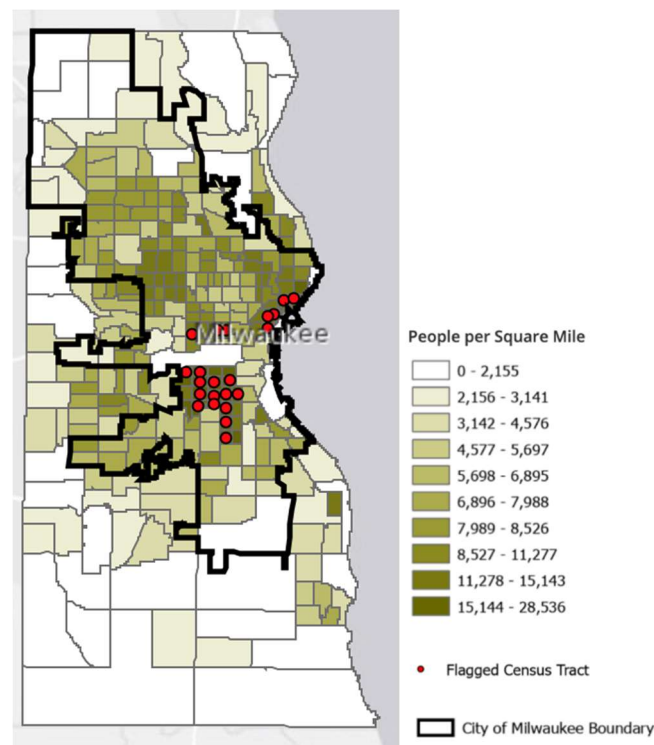 Milwaukee
People per Square Mile
0 - 2,155
2,156 - 3,141
3,142 - 4,576
4,577 - 5,697
5,698 - 6,895
6,896 - 7,988
7,989 - 8,526
8,527 - 11,277
11,278 - 15,143
15,144 - 28,536
Flagged Census Tract
City of Milwaukee Boundary